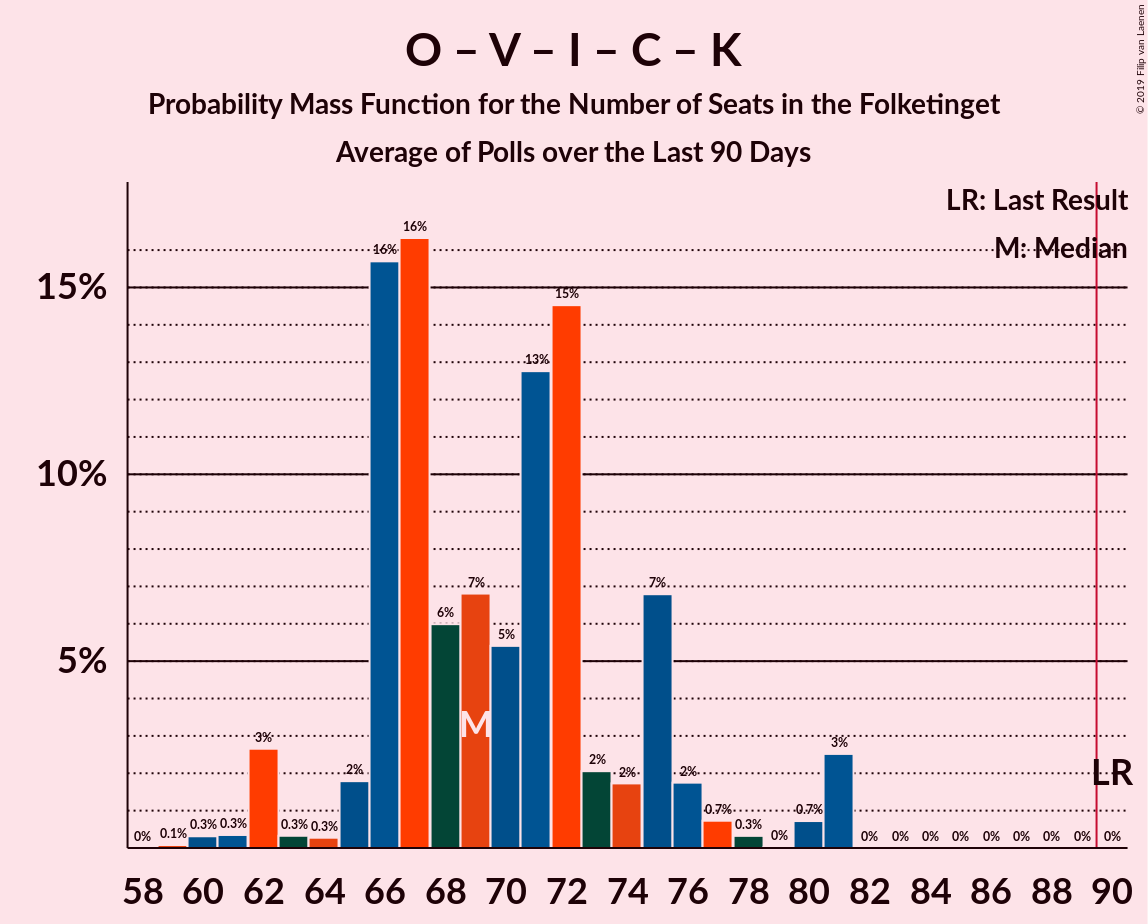 O – V – I – C – K
Probability Mass Function for the Number of Seats in the Folketinget
Average of Polls over the Last 90 Days
© 2019 Filip van Laenen
LR: Last Result
M: Median
15%
10%
5%
0% 0.1% 0.3% 0.3% 3% 0.3% 0.3% 2% 16% 16% 6% 7% 5% 13% 15% 2% 2% 7% 2% 0.7% 0.3% 0% 0.7% 3% 0% 0% 0% 0% 0% 0% 0% 0% 0%
M
LR
58 60 62 64 66 68 70 72 74 76 78 80 82 84 86 88 90